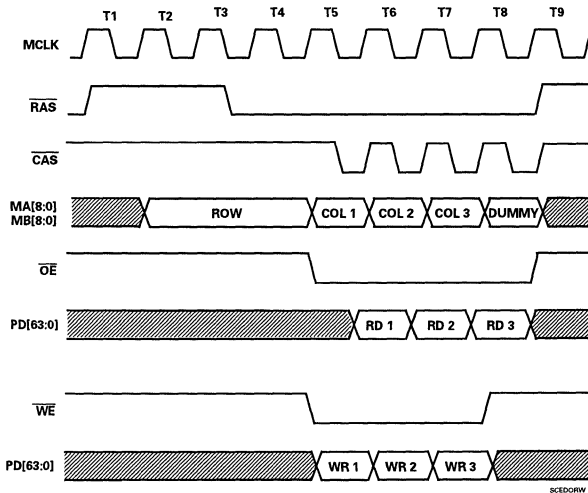 T1 T2 T3 T4 T5 T6 T7 T8 T9
MCLK
RAS
CAS
MA[8:0]
MB[8:0]
ROW COL 1 COL 2 COL 3 DUMMY
OE
PD[63:0]
RD 1 RD 2 RD 3
WE
PD[63:0]
WR 1 WR 2 WR 3
SCEDORW